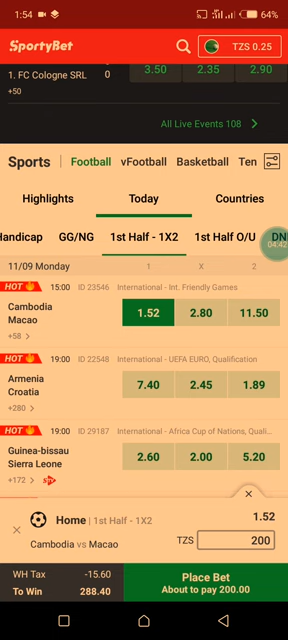 1:54 64%
SportyBet TZS 0.25
1. FC Cologne SRL 0 3.50 2.35 2.90
+50
All Live Events 108 >
Sports Football vFootball Basketball Ten
Highlights Today Countries
Handicap GG/NG 1st Half - 1X2 1st Half O/U DN
04:42
11/09 Monday 1 X 2
HOT 15:00 ID 23546 International - Int. Friendly Games
Cambodia
Macao
1.52 2.80 11.50
+58 >
HOT 19:00 ID 22548 International - UEFA EURO, Qualification
Armenia
Croatia
7.40 2.45 1.89
+280 >
HOT 19:00 ID 29187 International - Africa Cup of Nations, Quali...
Guinea-bissau
Sierra Leone
2.60 2.00 5.20
+172 >
Home | 1st Half - 1X2 1.52
Cambodia vs Macao TZS 200
WH Tax -15.60
To Win 288.40
Place Bet
About to pay 200.00